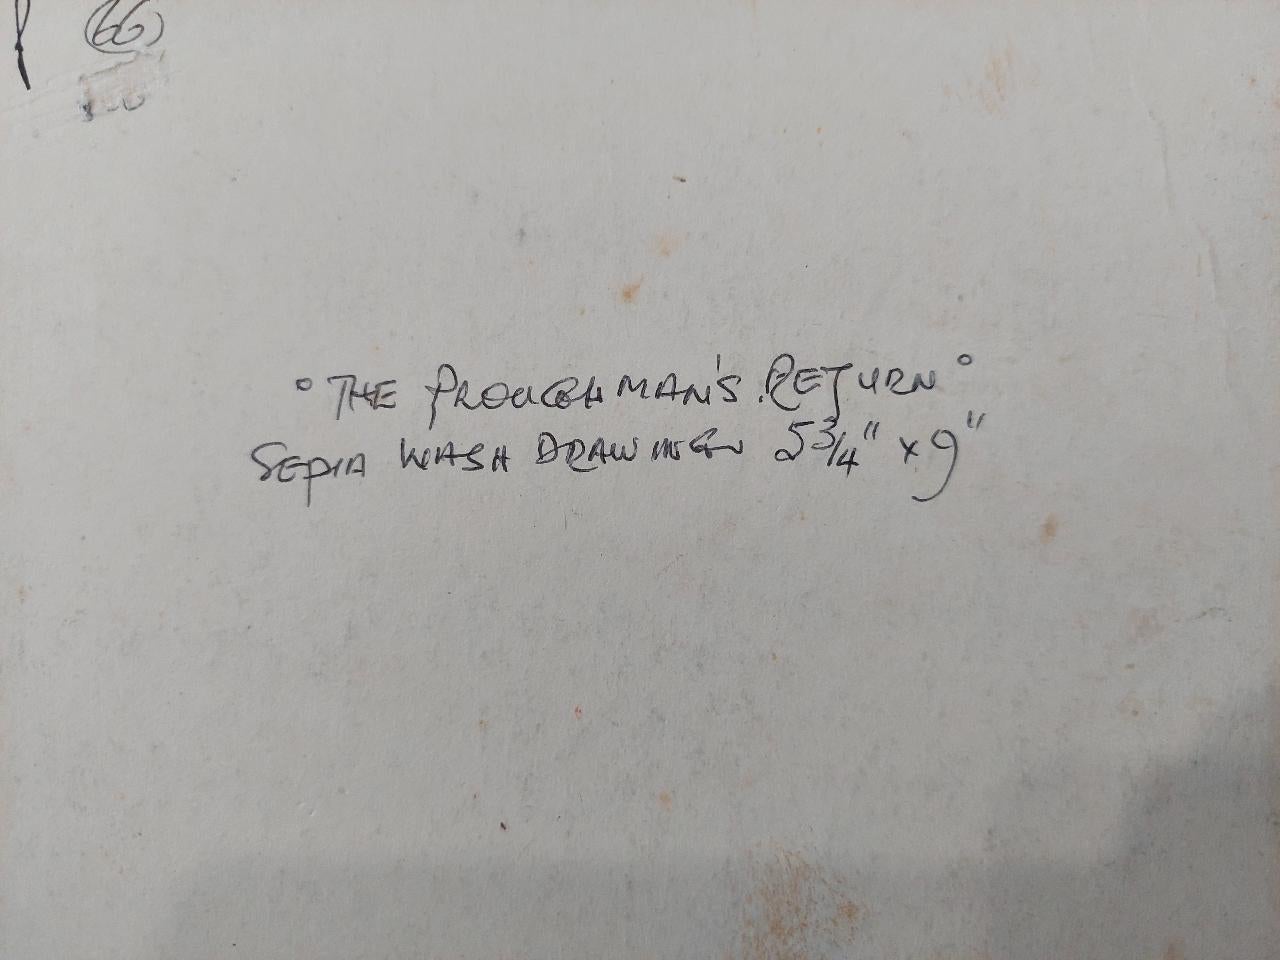 66
"THE PLOUGHMAN'S RETURN"
SEPIA WASH DRAWING 5 3/4" x 9"